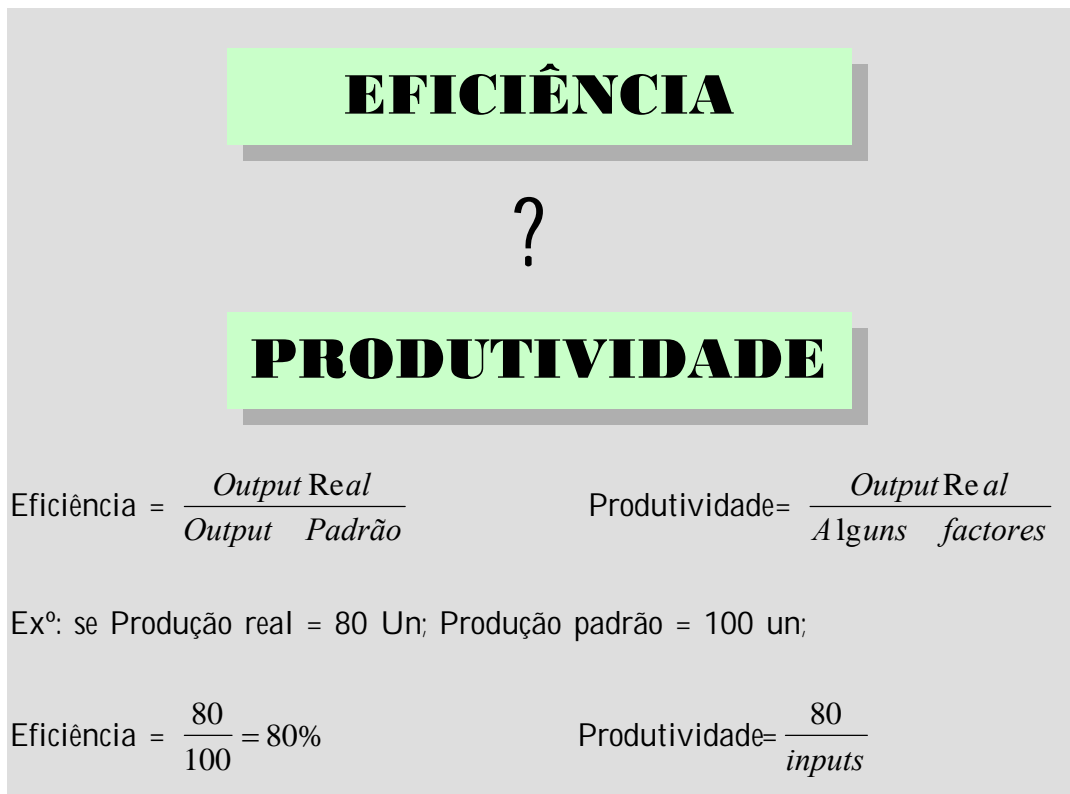 EFICIÊNCIA
?
PRODUTIVIDADE
Eficiência = Output Real / Output Padrão Produtividade= Output Real / Alguns factores
Exº: se Produção real = 80 Un; Produção padrão = 100 un;
Eficiência = 80 / 100 = 80% Produtividade= 80 / inputs